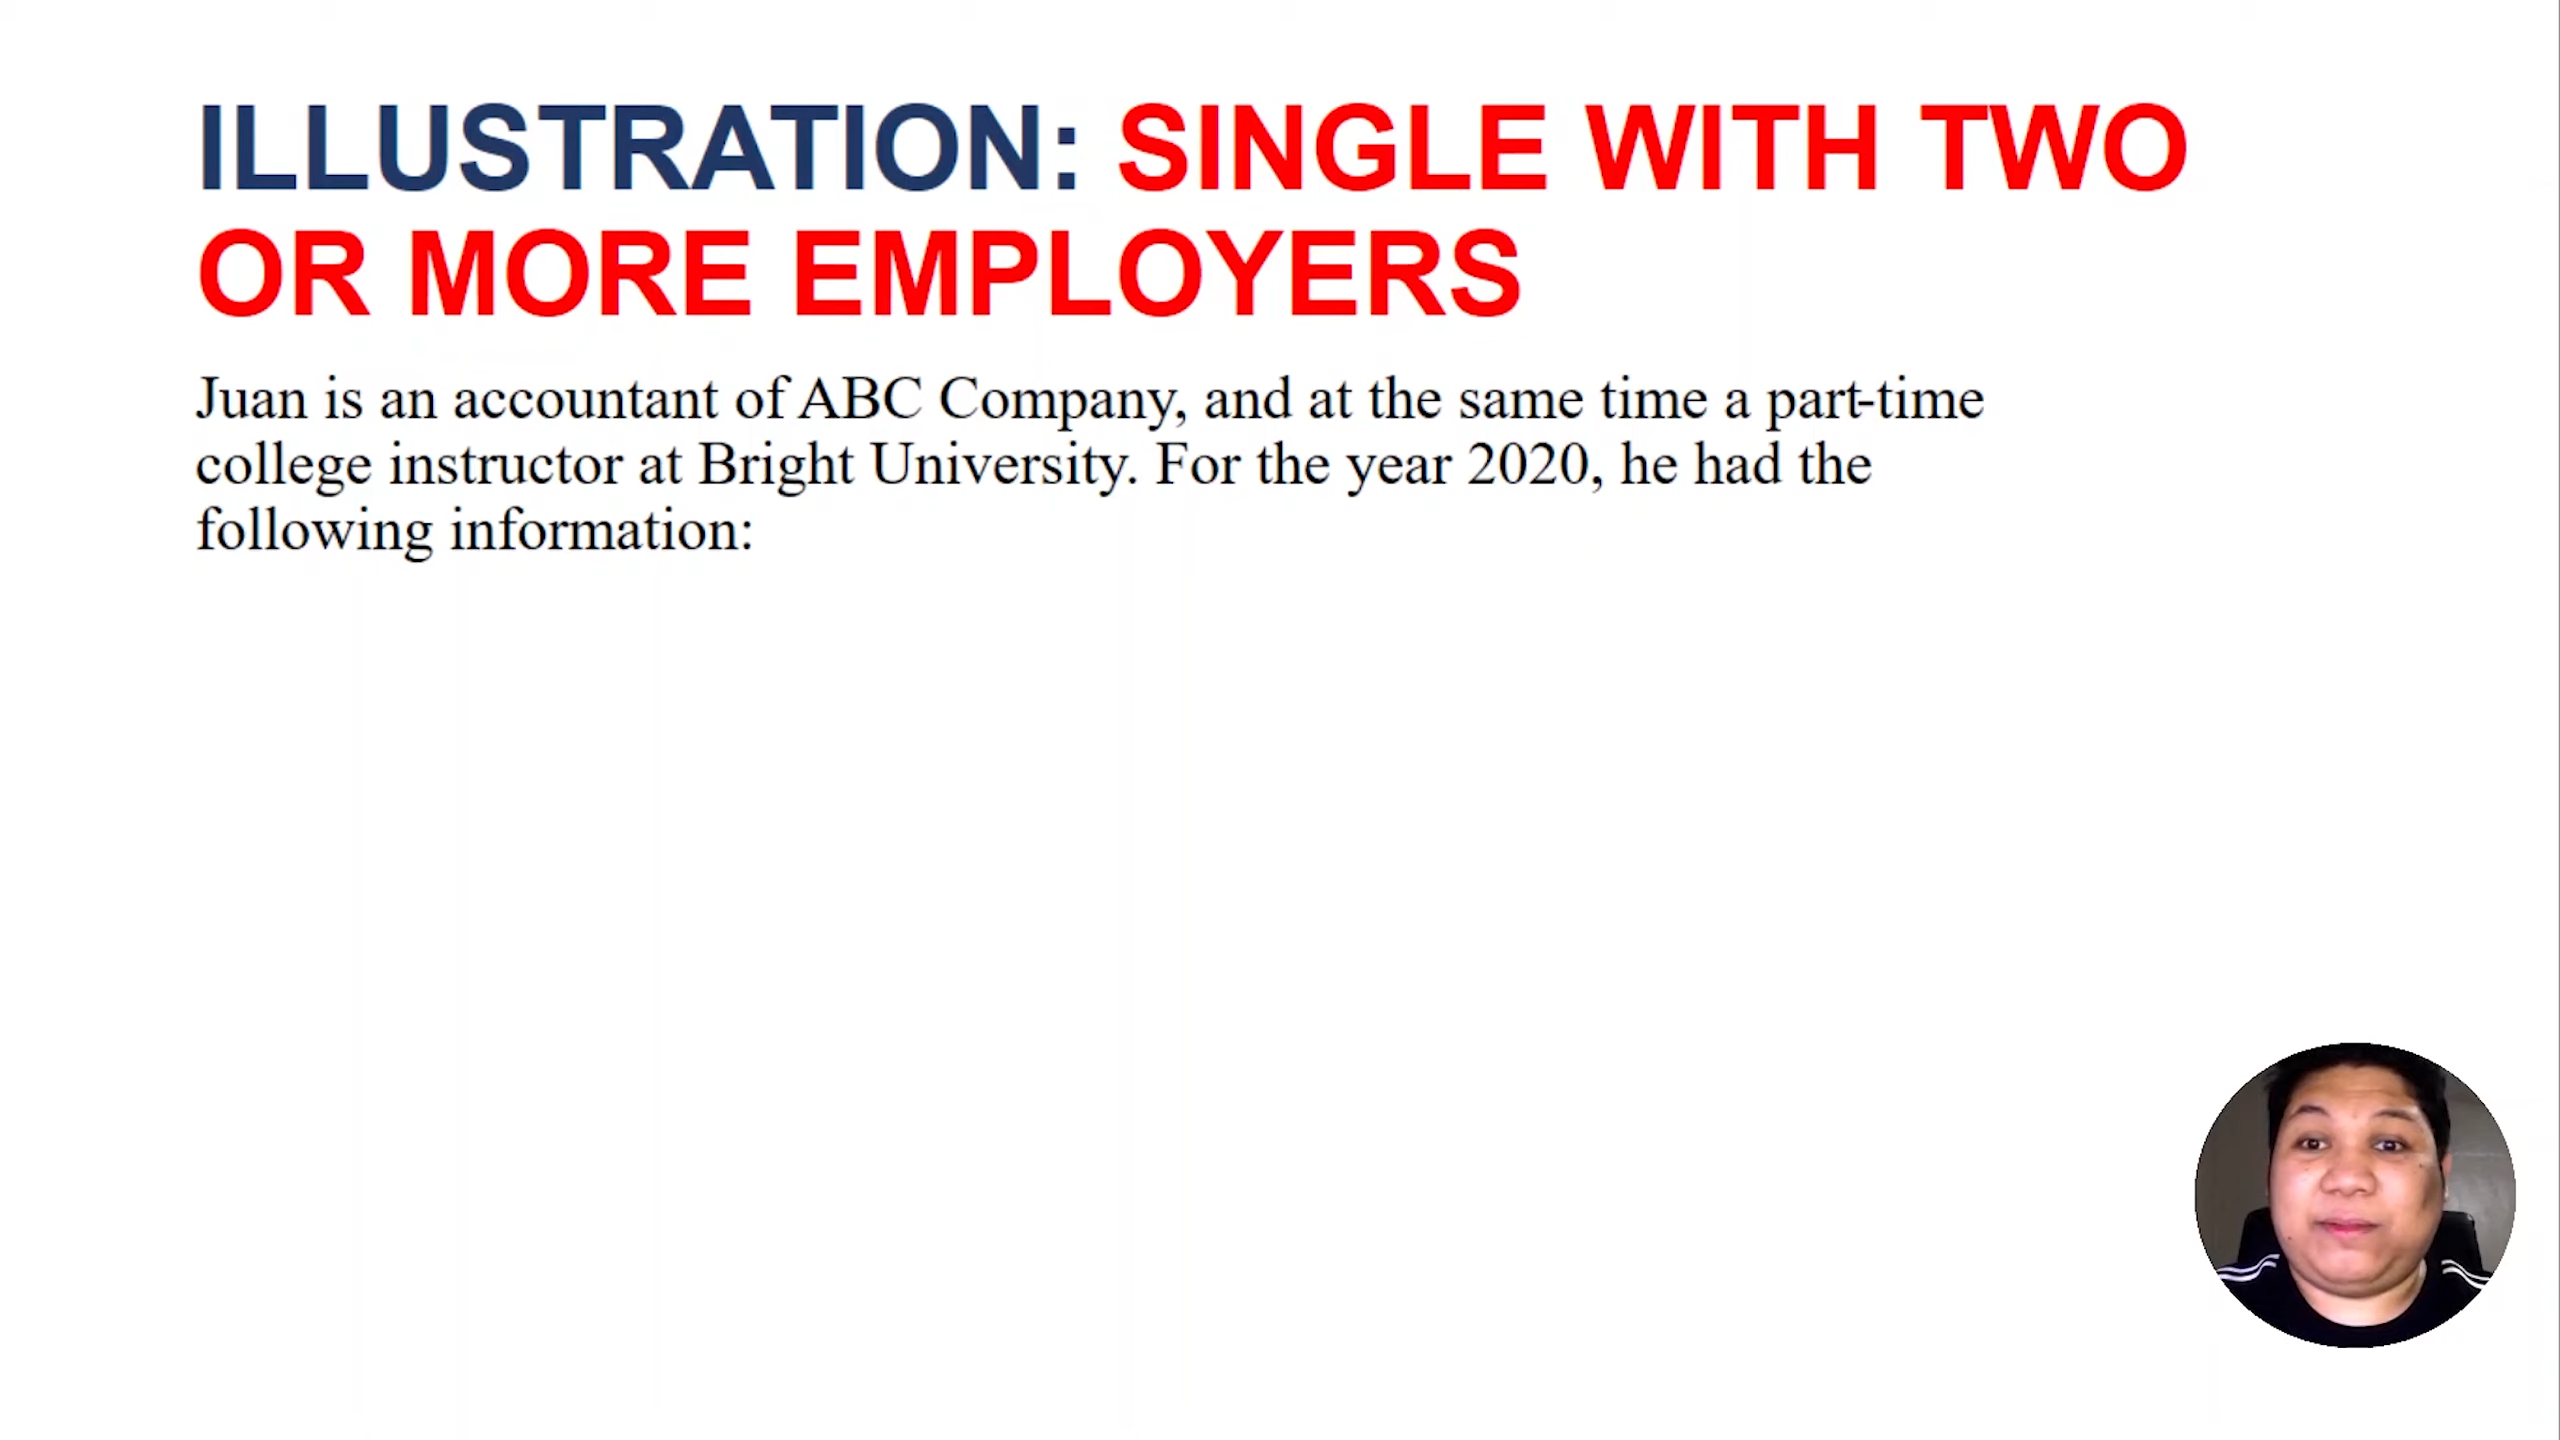 ILLUSTRATION: SINGLE WITH TWO
OR MORE EMPLOYERS
Juan is an accountant of ABC Company, and at the same time a part-time
college instructor at Bright University. For the year 2020, he had the
following information: